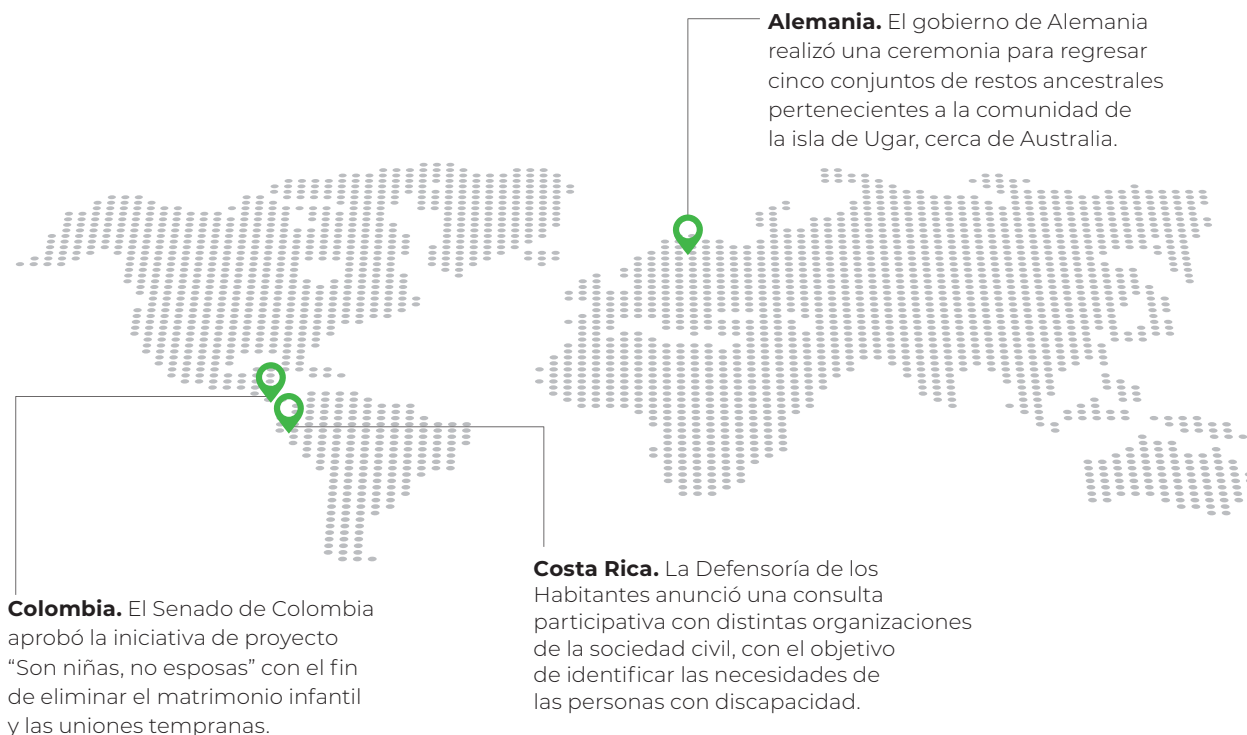 Alemania. El gobierno de Alemania
realizó una ceremonia para regresar
cinco conjuntos de restos ancestrales
pertenecientes a la comunidad de
la isla de Ugar, cerca de Australia.
Colombia. El Senado de Colombia
aprobó la iniciativa de proyecto
“Son niñas, no esposas” con el fin
de eliminar el matrimonio infantil
y las uniones tempranas.
Costa Rica. La Defensoría de los
Habitantes anunció una consulta
participativa con distintas organizaciones
de la sociedad civil, con el objetivo
de identificar las necesidades de
las personas con discapacidad.